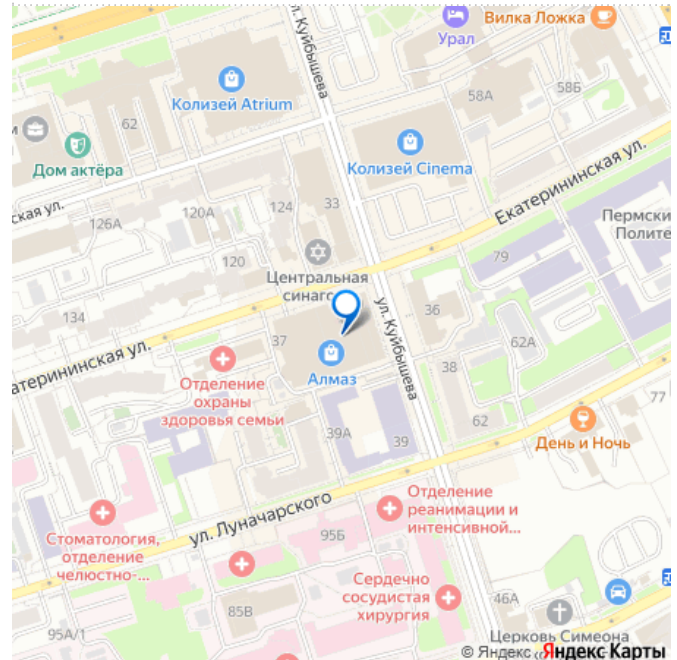 Вилка Ложка
Урал
ул. Куйбышева
58А
58Б
Колизей Atrium
62
Дом актёра
Колизей Cinema
Екатерининская ул.
ская ул.
126А
120А
124
33
Пермски
Полите
79
Центральная
синаго
120
134
ул. Куйбышева
36
37
атерининская ул.
38
62А
Алмаз
Отделение
охраны
здоровья семьи
77
62
39А
39
День и Ночь
ул. Луначарского
Отделение
реанимации и
интенсивной...
Стоматология,
отделение
челюстно-...
95Б
Сердечно
сосудистая
хирургия
85В
46А
95А/1
Церковь Симеона
© Яндекс
Яндекс Карты